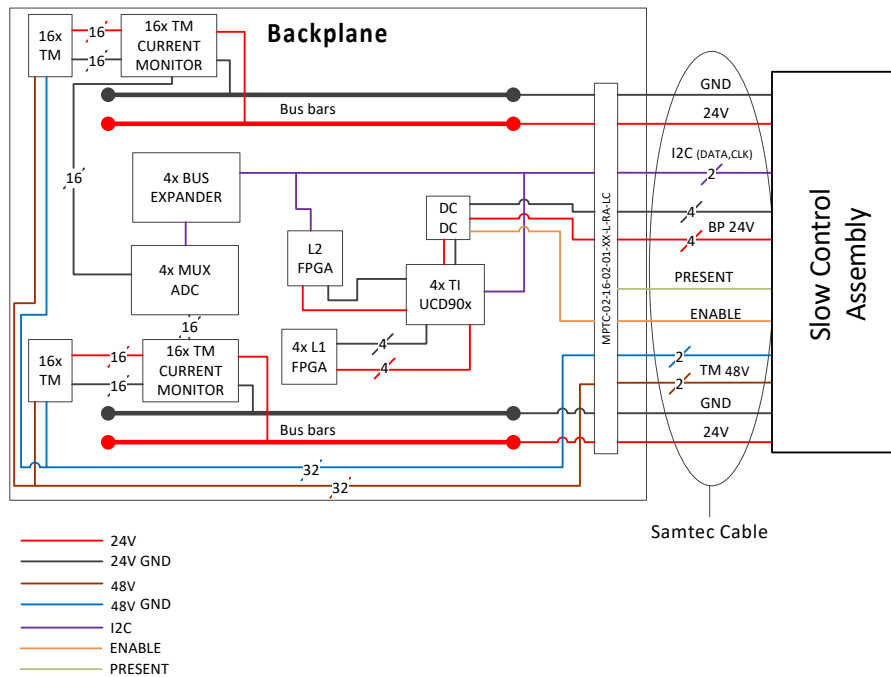 Backplane
16x
TM
16
16
16x TM
CURRENT
MONITOR
GND
Bus bars
24V
16
4x BUS
EXPANDER
I2C (DATA,CLK)
2
DC
DC
4
BP 24V
4
L2
FPGA
4x MUX
ADC
4x TI
UCD90x
MPTC-02-16-02-01-XX-L-RA-LC
PRESENT
Slow Control
Assembly
16
ENABLE
16x
TM
16
16
16x TM
CURRENT
MONITOR
4x L1
FPGA
4
4
2
TM 48V
2
GND
Bus bars
24V
32
32
Samtec Cable
24V
24V GND
48V
48V GND
I2C
ENABLE
PRESENT